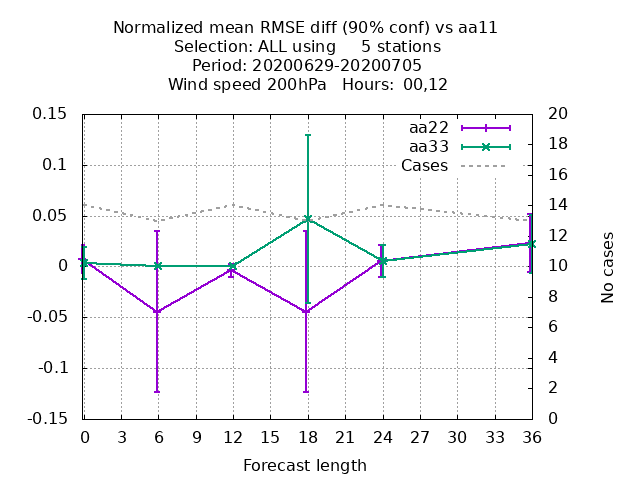 Normalized mean RMSE diff (90% conf) vs aa11
Selection: ALL using     5 stations
Period: 20200629-20200705
Wind speed 200hPa   Hours:  00,12
0.15
0.1
0.05
0
-0.05
-0.1
-0.15
aa22
aa33
Cases
20
18
16
14
12
10
8
6
4
2
0
No cases
0 3 6 9 12 15 18 21 24 27 30 33 36
Forecast length